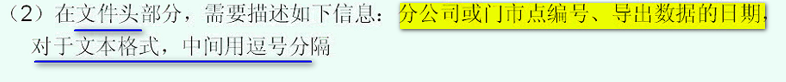 （2）在文件头部分，需要描述如下信息：分公司或门市点编号、导出数据的日期，
对于文本格式，中间用逗号分隔